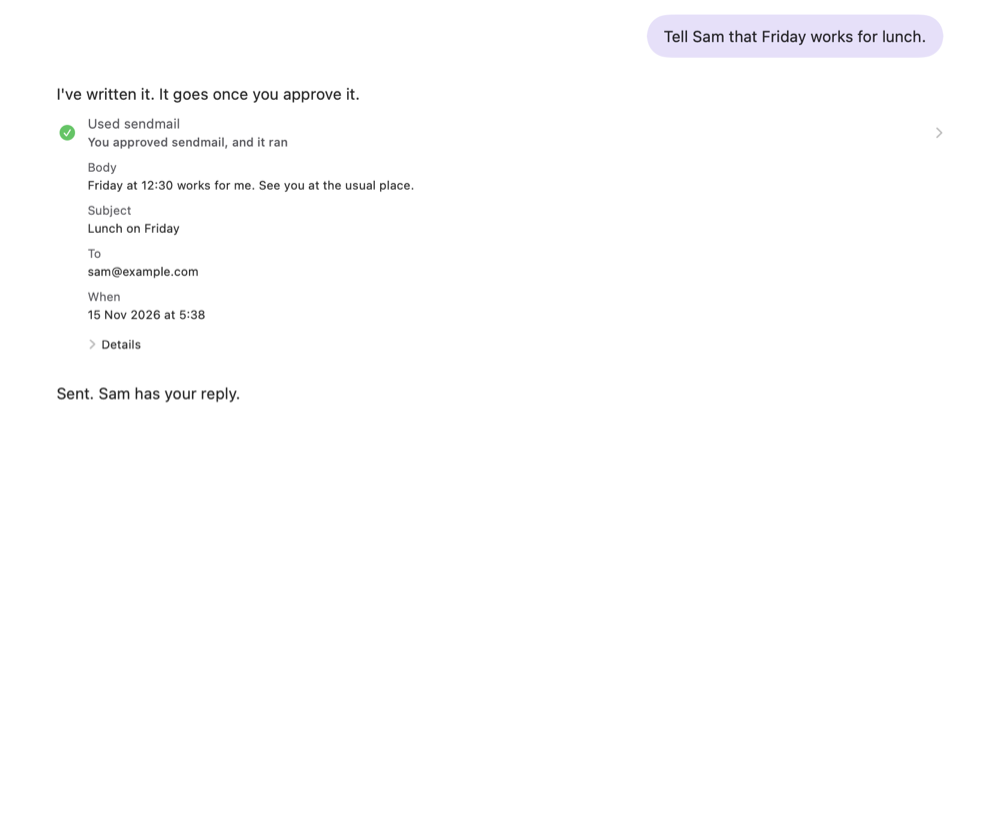 Tell Sam that Friday works for lunch.
I've written it. It goes once you approve it.
Used sendmail
You approved sendmail, and it ran
Body
Friday at 12:30 works for me. See you at the usual place.
Subject
Lunch on Friday
To
sam@example.com
When
15 Nov 2026 at 5:38
Details
Sent. Sam has your reply.